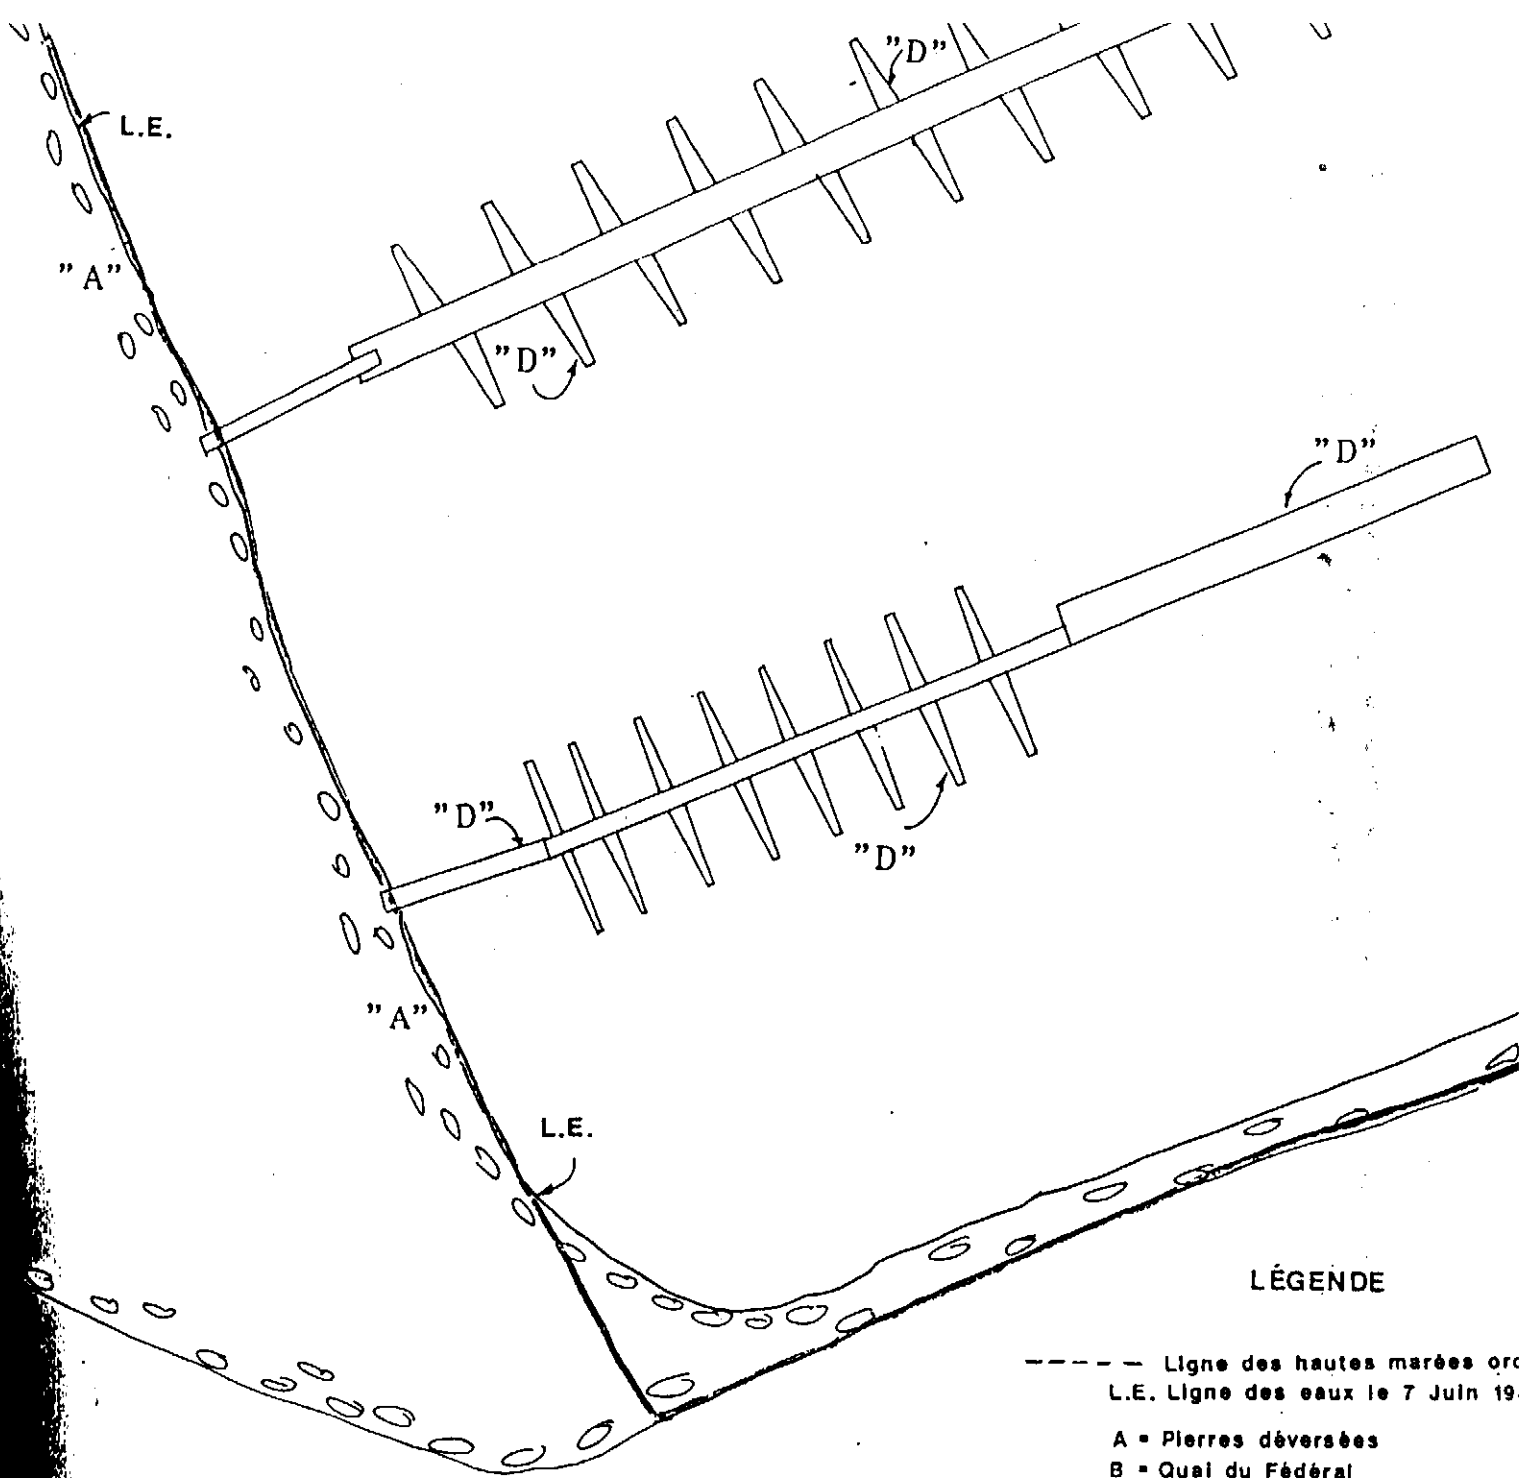 "D"
L.E.
"A"
"D"
"D"
"D"
"D"
"A"
L.E.
LÉGENDE
----- Ligne des hautes marées
L.E. Ligne des eaux le 7 Juin
A = Pierres déversées
B = Quai du Fédéral